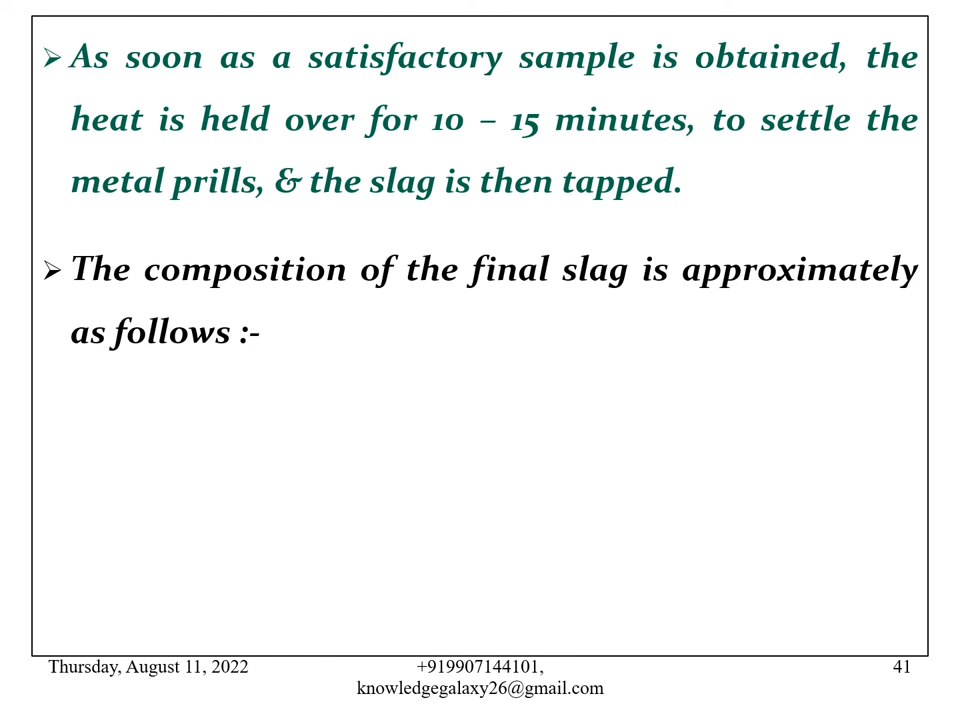 ➢ As soon as a satisfactory sample is obtained, the
heat is held over for 10 – 15 minutes, to settle the
metal prills, & the slag is then tapped.
➢ The composition of the final slag is approximately
as follows :-
Thursday, August 11, 2022
+919907144101,
knowledgegalaxy26@gmail.com
41